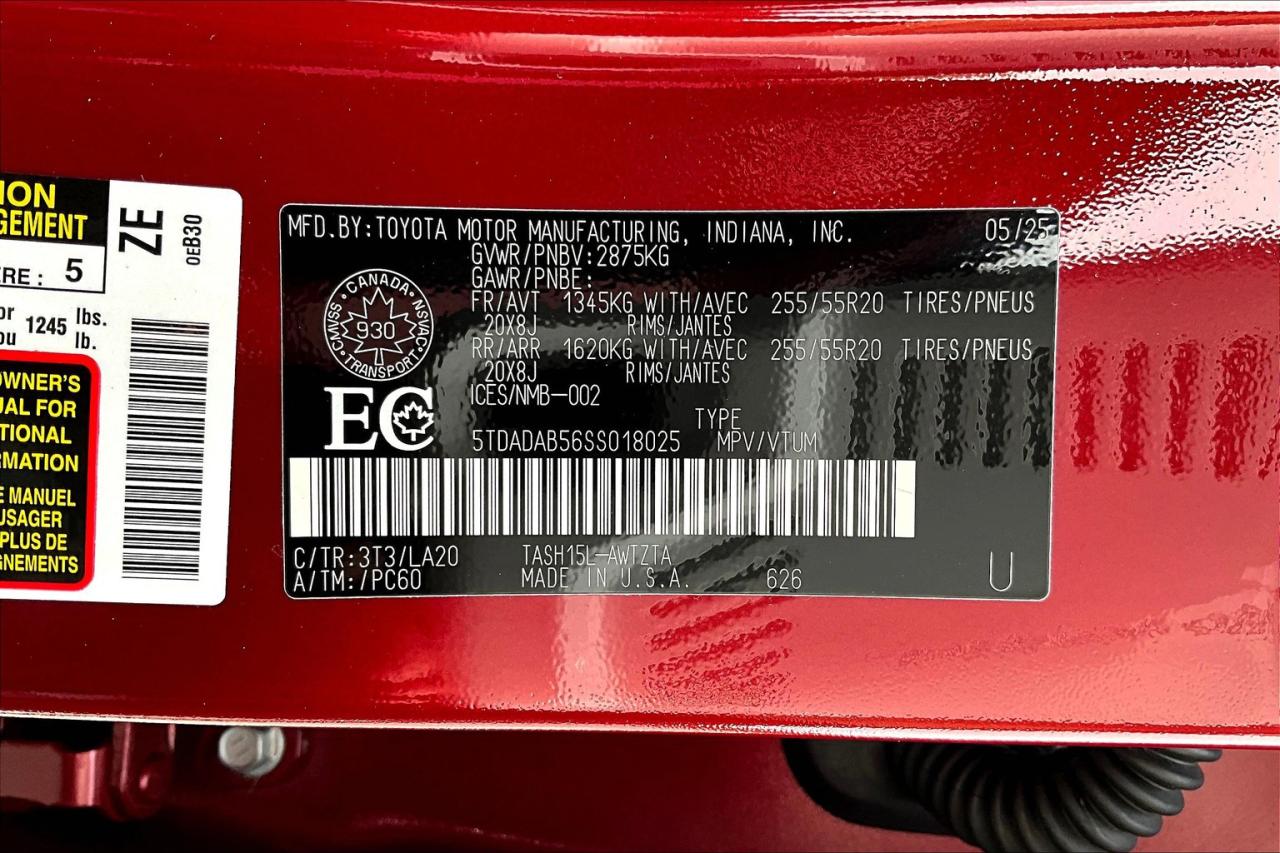 ION
GEMENT
ERE : 5
or
ou 1245 lbs.
lb.
OWNER'S
UAL FOR
TIONAL
RMATION
E MANUEL
USAGER
PLUS DE
GNEMENTS
ZE
0EB30
MFD.BY:TOYOTA MOTOR MANUFACTURING, INDIANA, INC. 05/25
GVWR/PNBV:2875KG
GAWR/PNBE:
FR/AVT 1345KG WITH/AVEC 255/55R20 TIRES/PNEUS
20X8J RIMS/JANTES
RR/ARR 1620KG WITH/AVEC 255/55R20 TIRES/PNEUS
20X8J RIMS/JANTES
ICES/NMB-002
TYPE
5TDADAB56SS018025 MPV/VTUM
CANADA
CMVSS NSVAC
930
TRANSPORT
EC
C/TR:3T3/LA20 TASH15L-AWTZTA
A/TM:/PC60 MADE IN U.S.A. 626
U